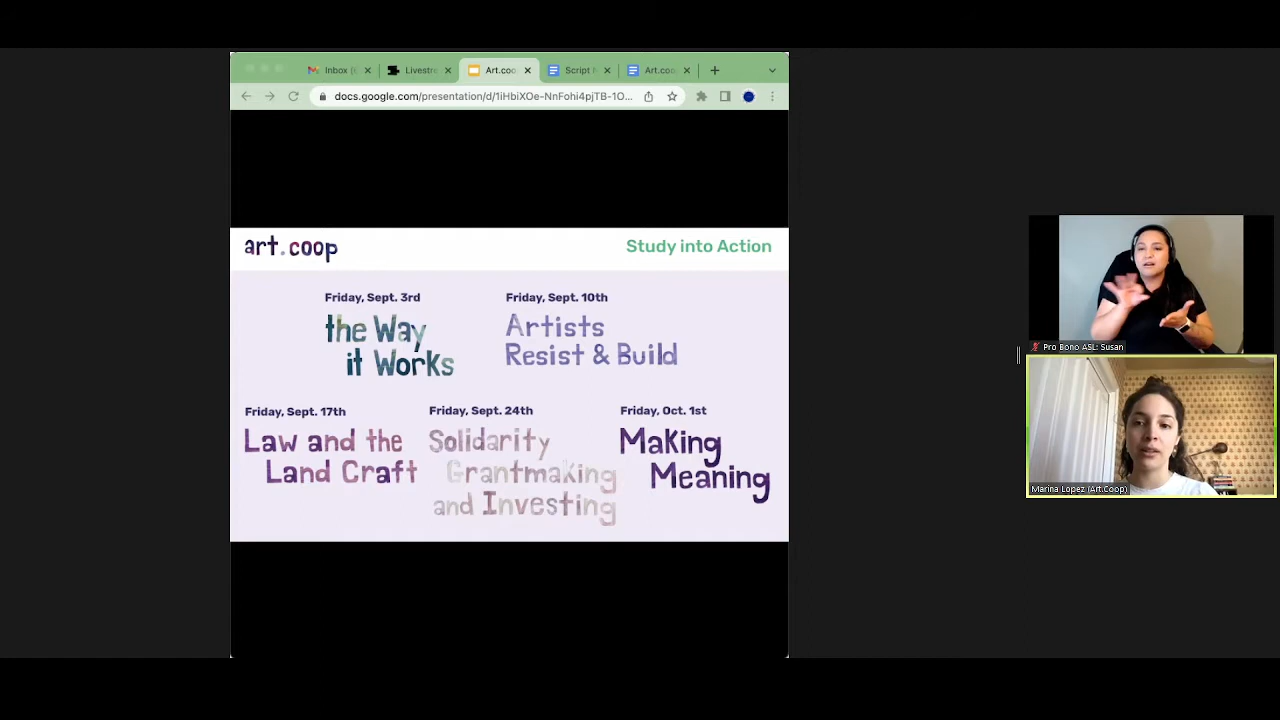 Inbox (
Livestre
Art.coo
Script
Art.coo
docs.google.com/presentation/d/1iHbiXOe-NnFohi4pjTB-1O...
art.coop
Study into Action
Friday, Sept. 3rd
the Way
it Works
Friday, Sept. 10th
Artists
Resist & Build
Friday, Sept. 17th
Law and the
Land Craft
Friday, Sept. 24th
Solidarity
Grantmaking
and Investing
Friday, Oct. 1st
Making
Meaning
Pro Bono ASL: Susan
Marina Lopez (Art.Coop)